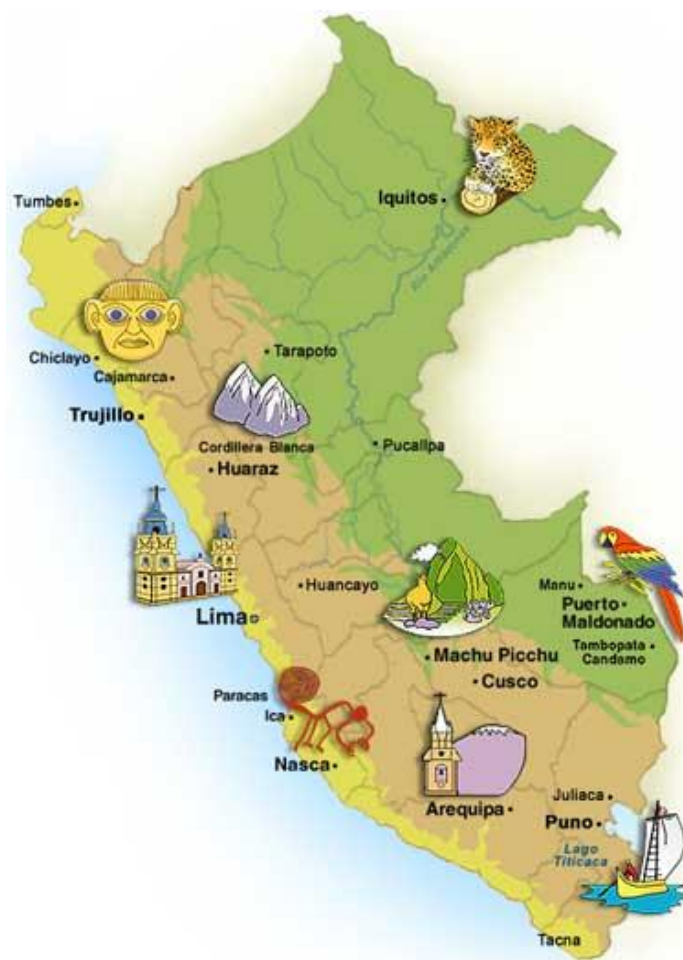 Tumbes
Iquitos
Río Amazonas
Tarapoto
Chiclayo
Cajamarca
Trujillo
Cordillera Blanca
Huaraz
Pucallpa
Huancayo
Manu
Puerto
Maldonado
Lima
Tambopata
Candamo
Machu Picchu
Cusco
Paracas
Ica
Nasca
Arequipa
Juliaca
Puno
Lago
Titicaca
Tacna